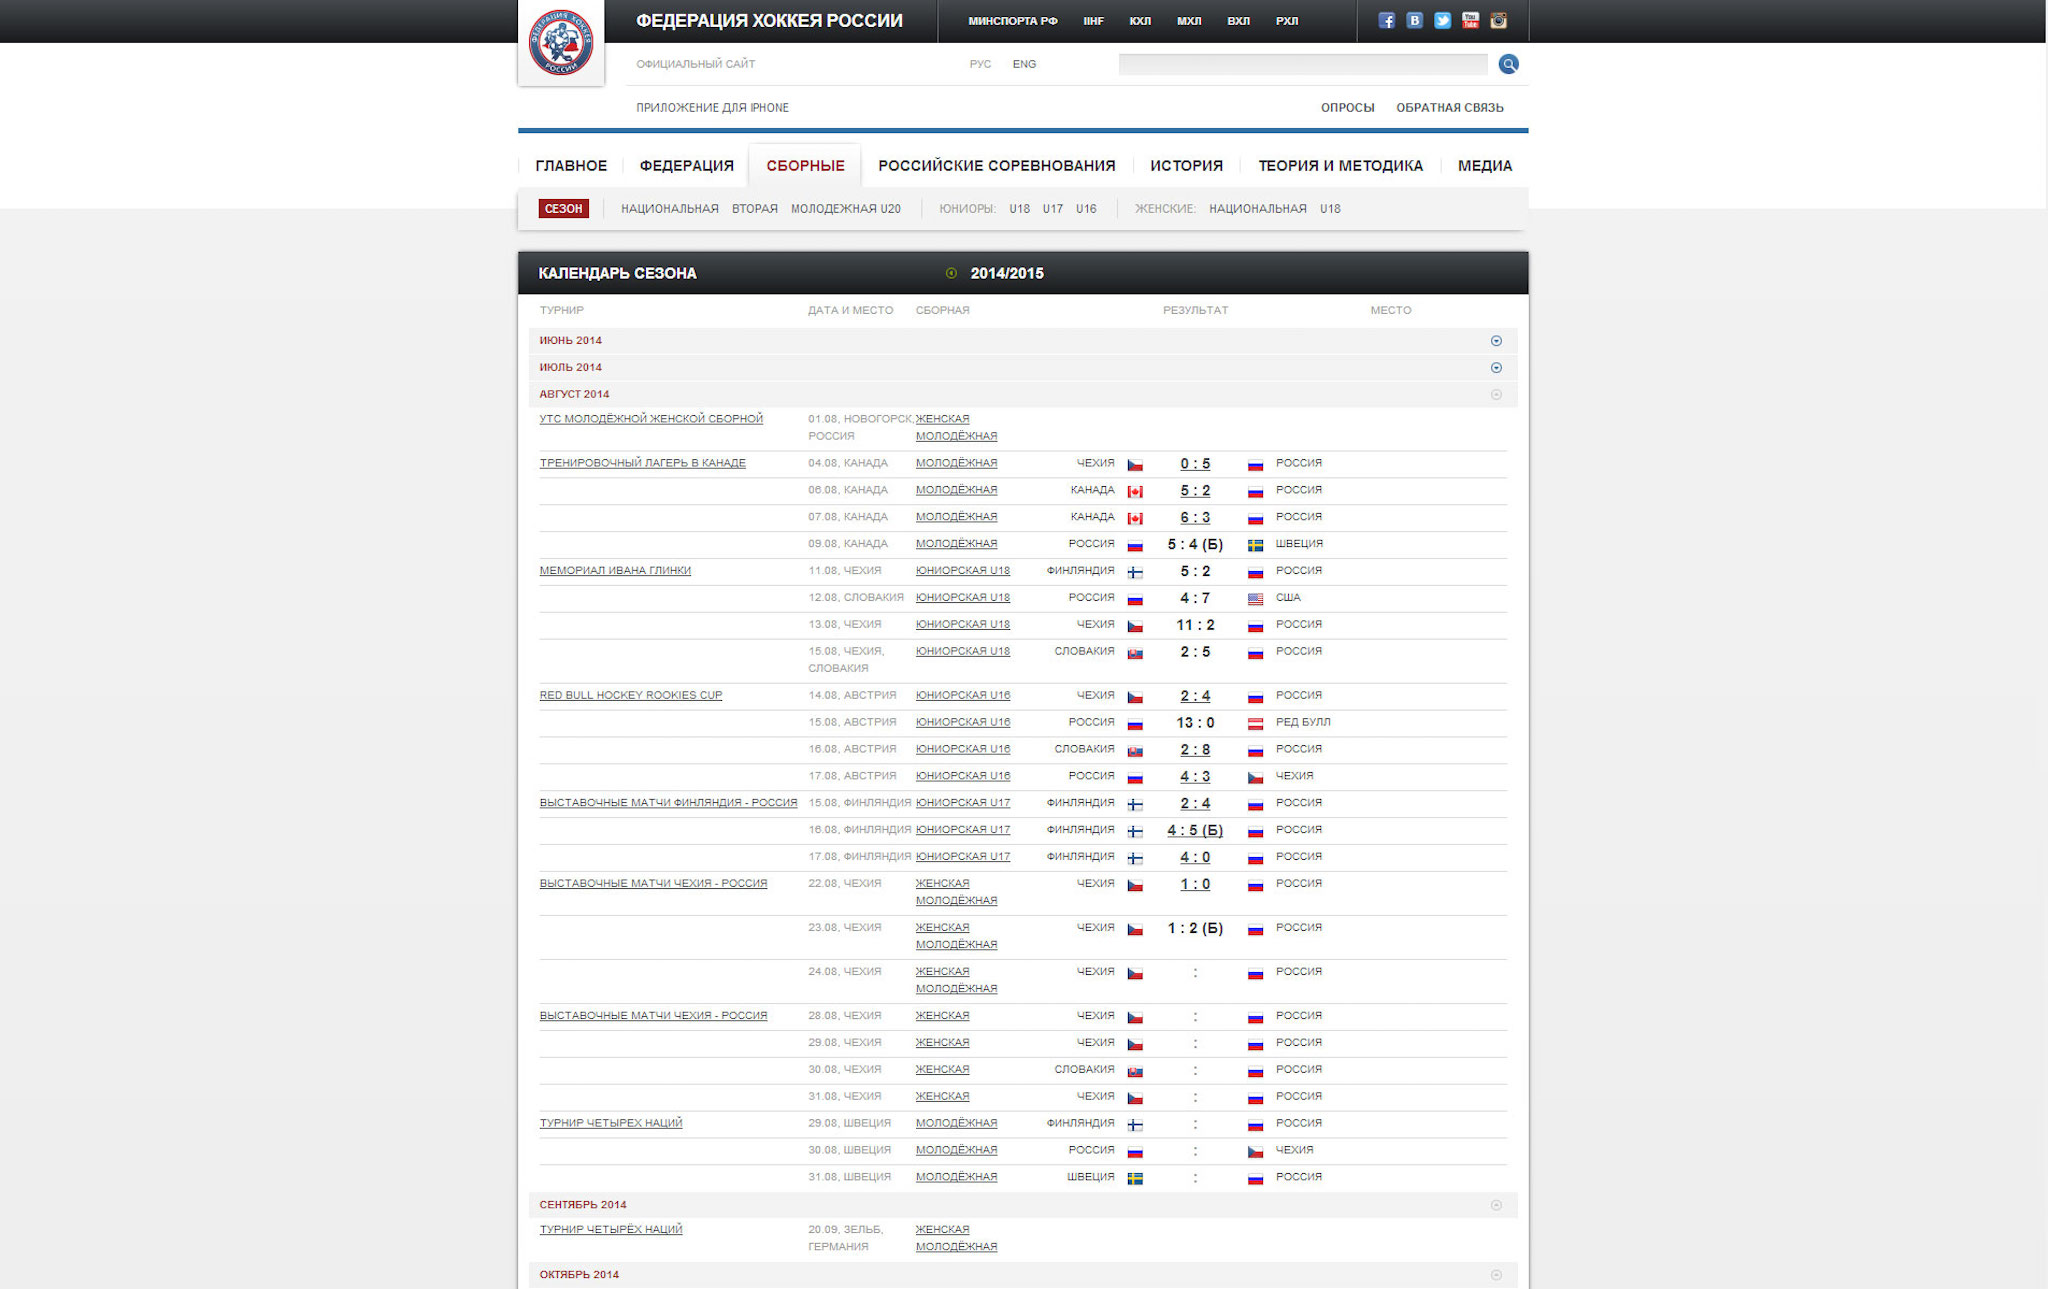 ФЕДЕРАЦИЯ ХОККЕЯ РОССИИ МИНСПОРТА РФ IIHF КХЛ МХЛ ВХЛ РХЛ
ФЕДЕРАЦИЯ ХОККЕЯ РОССИИ
ОФИЦИАЛЬНЫЙ САЙТ РУС ENG
ПРИЛОЖЕНИЕ ДЛЯ IPHONE ОПРОСЫ ОБРАТНАЯ СВЯЗЬ
ГЛАВНОЕ ФЕДЕРАЦИЯ СБОРНЫЕ РОССИЙСКИЕ СОРЕВНОВАНИЯ ИСТОРИЯ ТЕОРИЯ И МЕТОДИКА МЕДИА
СЕЗОН НАЦИОНАЛЬНАЯ ВТОРАЯ МОЛОДЕЖНАЯ U20 ЮНИОРЫ: U18 U17 U16 ЖЕНСКИЕ: НАЦИОНАЛЬНАЯ U18
КАЛЕНДАРЬ СЕЗОНА 2014/2015
ТУРНИР ДАТА И МЕСТО СБОРНАЯ РЕЗУЛЬТАТ МЕСТО
ИЮНЬ 2014
ИЮЛЬ 2014
АВГУСТ 2014
УТС МОЛОДЁЖНОЙ ЖЕНСКОЙ СБОРНОЙ 01.08, НОВОГОРСК, ЖЕНСКАЯ
РОССИЯ МОЛОДЁЖНАЯ
ТРЕНИРОВОЧНЫЙ ЛАГЕРЬ В КАНАДЕ 04.08, КАНАДА МОЛОДЁЖНАЯ ЧЕХИЯ 0 : 5 РОССИЯ
06.08, КАНАДА МОЛОДЁЖНАЯ КАНАДА 5 : 2 РОССИЯ
07.08, КАНАДА МОЛОДЁЖНАЯ КАНАДА 6 : 3 РОССИЯ
09.08, КАНАДА МОЛОДЁЖНАЯ РОССИЯ 5 : 4 (Б) ШВЕЦИЯ
МЕМОРИАЛ ИВАНА ГЛИНКИ 11.08, ЧЕХИЯ ЮНИОРСКАЯ U18 ФИНЛЯНДИЯ 5 : 2 РОССИЯ
12.08, СЛОВАКИЯ ЮНИОРСКАЯ U18 РОССИЯ 4 : 7 США
13.08, ЧЕХИЯ ЮНИОРСКАЯ U18 ЧЕХИЯ 11 : 2 РОССИЯ
15.08, ЧЕХИЯ, ЮНИОРСКАЯ U18 СЛОВАКИЯ 2 : 5 РОССИЯ
СЛОВАКИЯ
RED BULL HOCKEY ROOKIES CUP 14.08, АВСТРИЯ ЮНИОРСКАЯ U16 ЧЕХИЯ 2 : 4 РОССИЯ
15.08, АВСТРИЯ ЮНИОРСКАЯ U16 РОССИЯ 13 : 0 РЕД БУЛЛ
16.08, АВСТРИЯ ЮНИОРСКАЯ U16 СЛОВАКИЯ 2 : 8 РОССИЯ
17.08, АВСТРИЯ ЮНИОРСКАЯ U16 РОССИЯ 4 : 3 ЧЕХИЯ
ВЫСТАВОЧНЫЕ МАТЧИ ФИНЛЯНДИЯ - РОССИЯ 15.08, ФИНЛЯНДИЯ ЮНИОРСКАЯ U17 ФИНЛЯНДИЯ 2 : 4 РОССИЯ
16.08, ФИНЛЯНДИЯ ЮНИОРСКАЯ U17 ФИНЛЯНДИЯ 4 : 5 (Б) РОССИЯ
17.08, ФИНЛЯНДИЯ ЮНИОРСКАЯ U17 ФИНЛЯНДИЯ 4 : 0 РОССИЯ
ВЫСТАВОЧНЫЕ МАТЧИ ЧЕХИЯ - РОССИЯ 22.08, ЧЕХИЯ ЖЕНСКАЯ ЧЕХИЯ 1 : 0 РОССИЯ
МОЛОДЁЖНАЯ
23.08, ЧЕХИЯ ЖЕНСКАЯ ЧЕХИЯ 1 : 2 (Б) РОССИЯ
МОЛОДЁЖНАЯ
24.08, ЧЕХИЯ ЖЕНСКАЯ ЧЕХИЯ : РОССИЯ
МОЛОДЁЖНАЯ
ВЫСТАВОЧНЫЕ МАТЧИ ЧЕХИЯ - РОССИЯ 28.08, ЧЕХИЯ ЖЕНСКАЯ ЧЕХИЯ : РОССИЯ
29.08, ЧЕХИЯ ЖЕНСКАЯ ЧЕХИЯ : РОССИЯ
30.08, ЧЕХИЯ ЖЕНСКАЯ СЛОВАКИЯ : РОССИЯ
31.08, ЧЕХИЯ ЖЕНСКАЯ ЧЕХИЯ : РОССИЯ
ТУРНИР ЧЕТЫРЕХ НАЦИЙ 29.08, ШВЕЦИЯ МОЛОДЁЖНАЯ ФИНЛЯНДИЯ : РОССИЯ
30.08, ШВЕЦИЯ МОЛОДЁЖНАЯ РОССИЯ : ЧЕХИЯ
31.08, ШВЕЦИЯ МОЛОДЁЖНАЯ ШВЕЦИЯ : РОССИЯ
СЕНТЯБРЬ 2014
ТУРНИР ЧЕТЫРЁХ НАЦИЙ 20.09, ЗЕЛЬБ, ЖЕНСКАЯ
ГЕРМАНИЯ МОЛОДЁЖНАЯ
ОКТЯБРЬ 2014